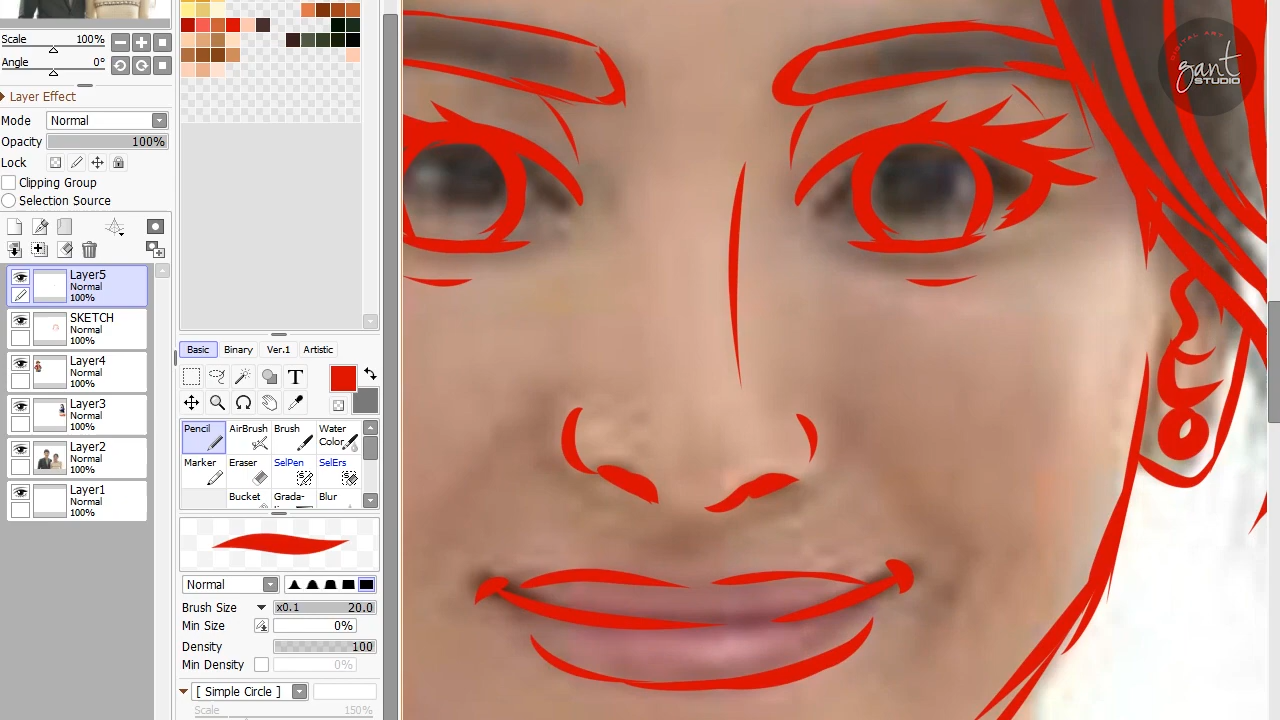 Scale 100%
Angle 0°
Layer Effect
Mode Normal
Opacity 100%
Lock
Clipping Group
Selection Source
Layer5
Normal
100%
SKETCH
Normal
100%
Layer4
Normal
100%
Layer3
Normal
100%
Layer2
Normal
100%
Layer1
Normal
100%
Basic Binary Ver.1 Artistic
T
Pencil AirBrush Brush Water Color
Marker Eraser SelPen SelErs
Bucket Grada- Blur
Normal
Brush Size x0.1 20.0
Min Size 0%
Density 100
Min Density 0%
[ Simple Circle ]
Scale 150%
DIGITAL ART
gant
STUDIO